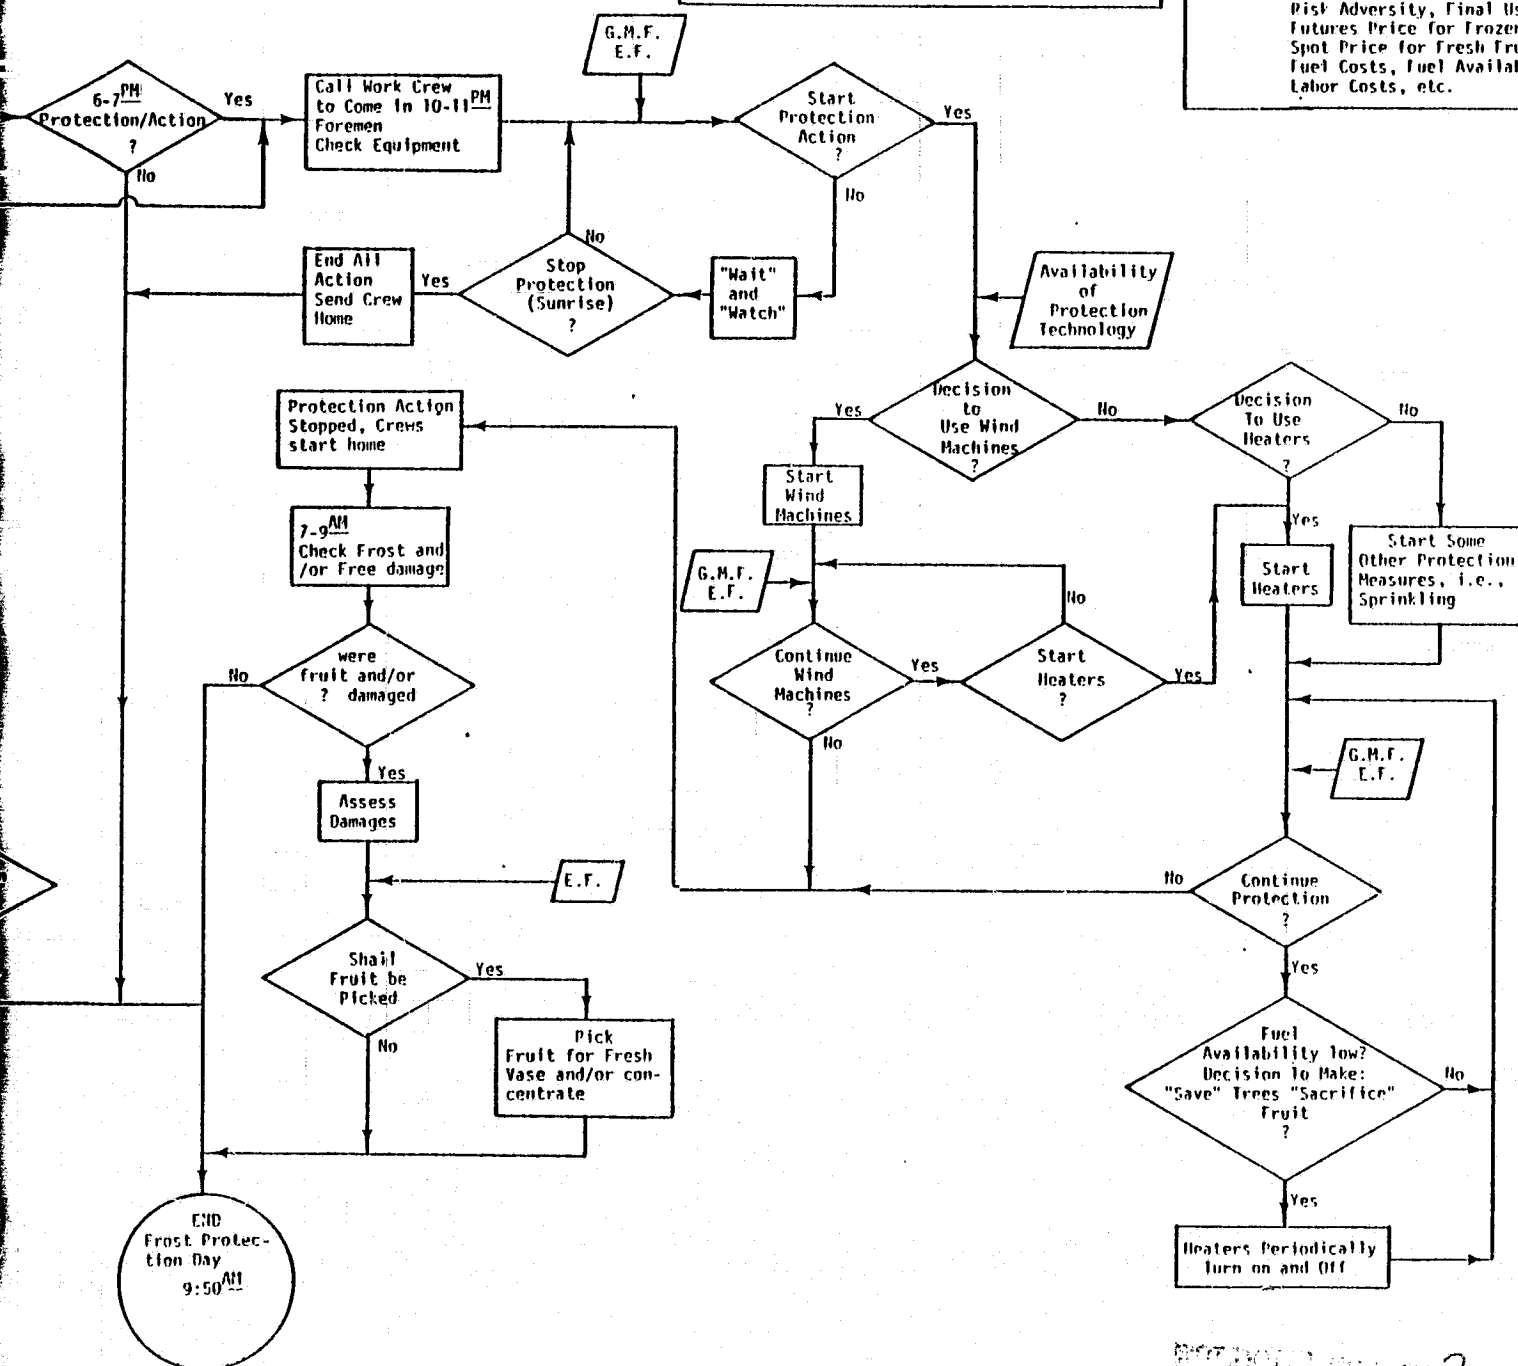 Risk Adversity, Final Us
Futures Price for Frozen
Spot Price for Fresh Fru
Fuel Costs, Fuel Availab
Labor Costs, etc.
G.M.F.
E.F.
6-7PM
Protection/Action
?
Yes
No
Call Work Crew
to Come in 10-11PM
Foremen
Check Equipment
Start
Protection
Action
?
Yes
No
End All
Action
Send Crew
Home
Yes
Stop
Protection
(Sunrise)
?
No
"Wait"
and
"Watch"
Availability
of
Protection
Technology
Decision
to
Use Wind
Machines
?
Yes
No
Decision
To Use
Heaters
?
No
Yes
Protection Action
Stopped, Crews
start home
Start
Wind
Machines
Start Some
Other Protection
Measures, i.e.,
Sprinkling
Start
Heaters
7-9AM
Check Frost and
/or Free damage
G.M.F.
E.F.
Continue
Wind
Machines
?
Yes
No
Start
Heaters
?
No
Yes
were
fruit and/or
? damaged
No
Yes
G.M.F.
E.F.
Assess
Damages
E.F.
Continue
Protection
?
No
Yes
Shall
Fruit be
Picked
Yes
No
Pick
Fruit for Fresh
Vase and/or con-
centrate
Fuel
Availability low?
Decision To Make:
"Save" Trees "Sacrifice"
Fruit
?
No
Yes
Heaters Periodically
Turn on and Off
END
Frost Protec-
tion Day
9:50AM
2